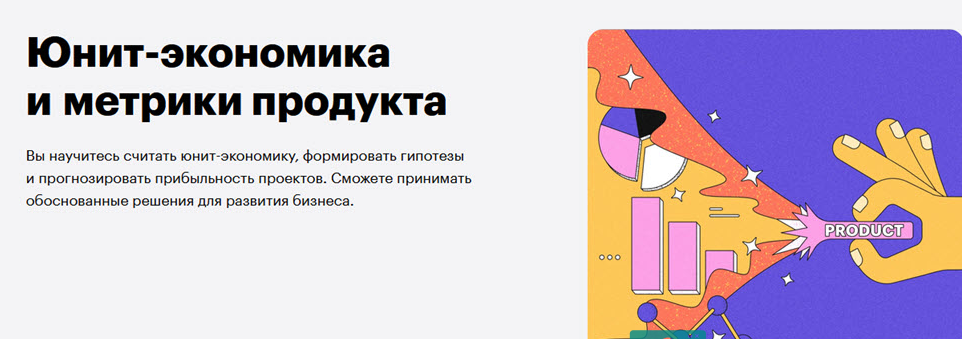 Юнит-экономика
и метрики продукта
Вы научитесь считать юнит-экономику, формировать гипотезы
и прогнозировать прибыльность проектов. Сможете принимать
обоснованные решения для развития бизнеса.
PRODUCT